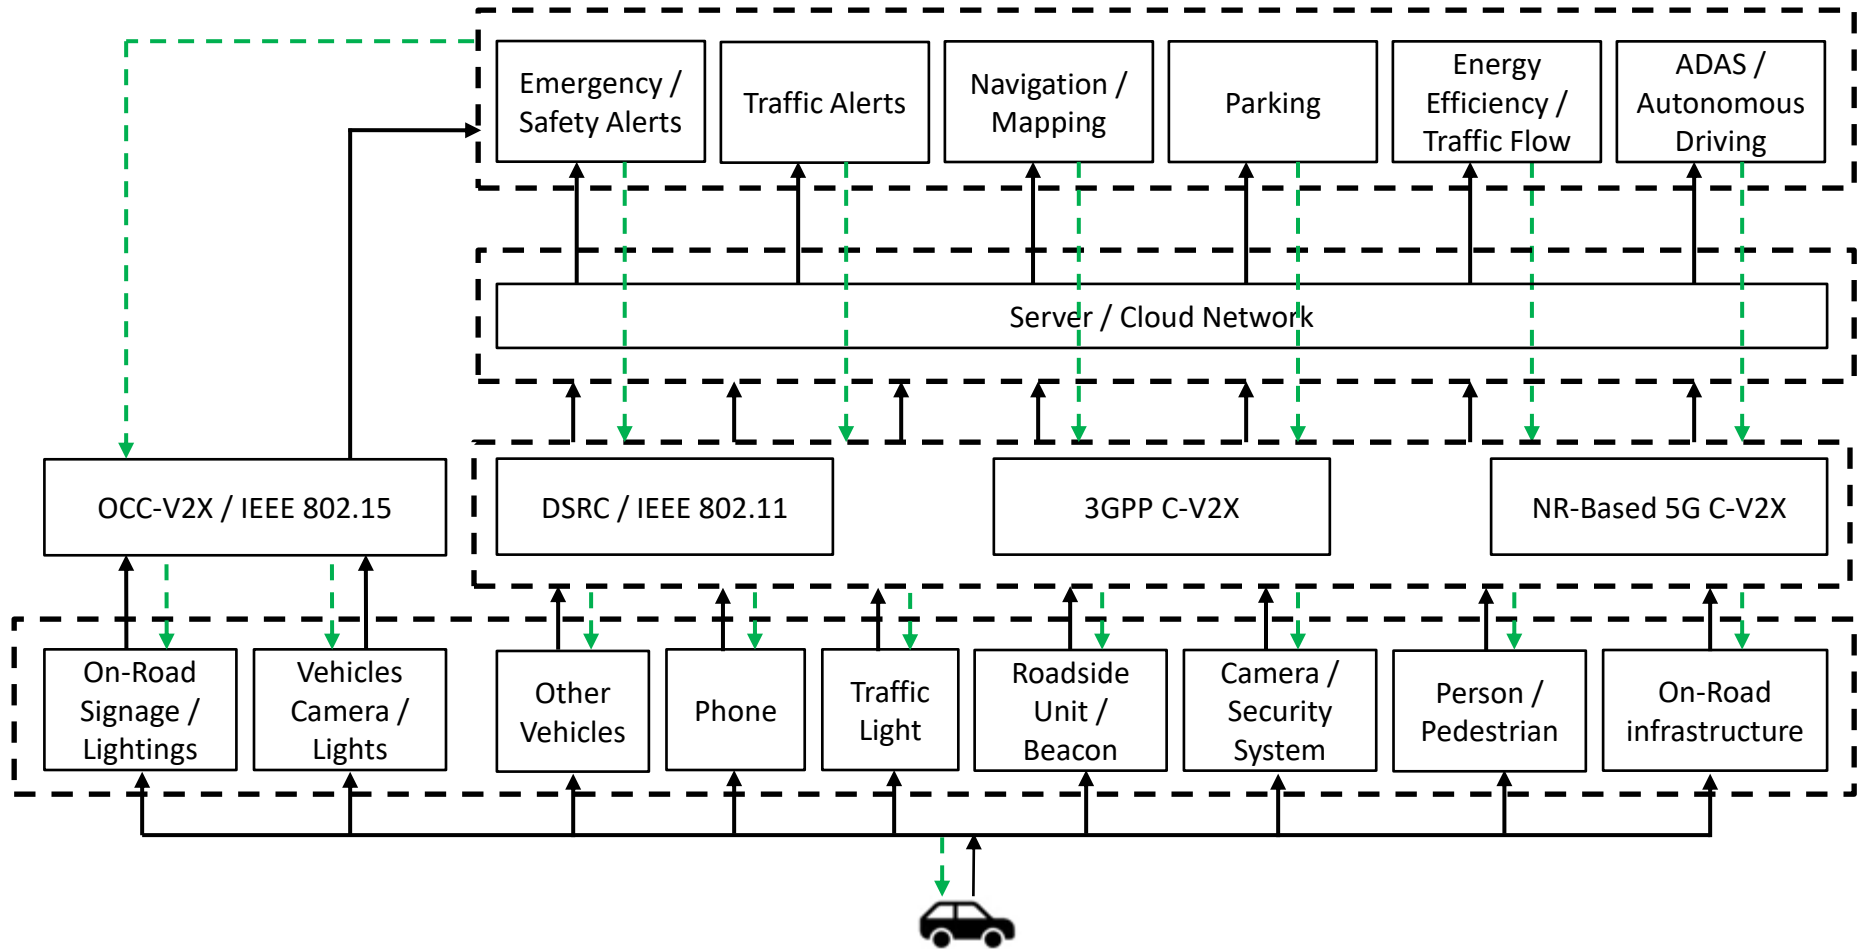 Emergency /
Safety Alerts
Traffic Alerts
Navigation /
Mapping
Parking
Energy
Efficiency /
Traffic Flow
ADAS /
Autonomous
Driving
Server / Cloud Network
OCC-V2X / IEEE 802.15
DSRC / IEEE 802.11
3GPP C-V2X
NR-Based 5G C-V2X
On-Road
Signage /
Lightings
Vehicles
Camera /
Lights
Other
Vehicles
Phone
Traffic
Light
Roadside
Unit /
Beacon
Camera /
Security
System
Person /
Pedestrian
On-Road
infrastructure